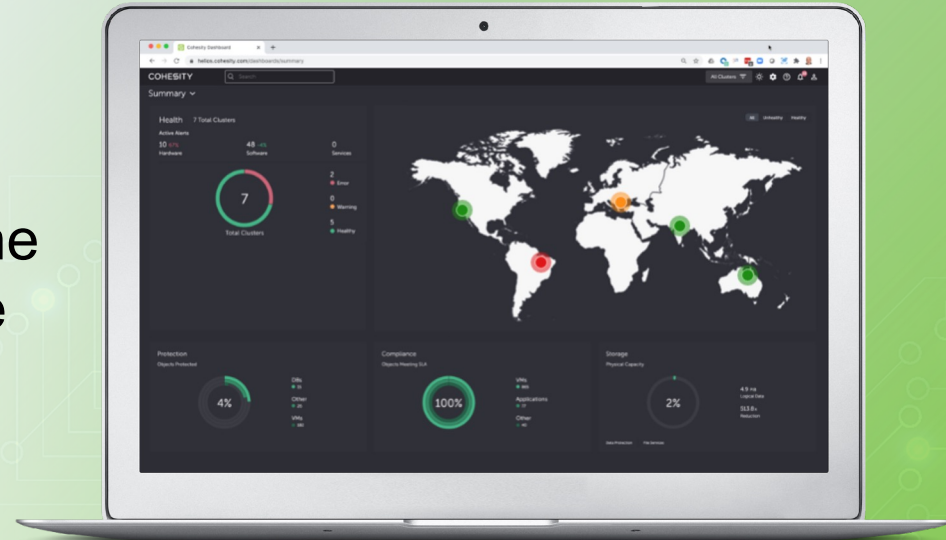 ne
e
Cohesity Dashboard
helios.cohesity.com/dashboards/summary
COHESITY
Search
All Clusters
Summary
Health 7 Total Clusters
Active Alerts
10
48
0
Hardware
Software
Services
7
Total Clusters
2
Error
0
Warning
5
Healthy
All Unhealthy Healthy
Protection
Objects Protected
4%
DBs
Other
VMs
Compliance
Objects Meeting SLA
100%
VMs
Applications
Other
Storage
Physical Capacity
2%
Logical Data
Reduction
Data Protection File Services